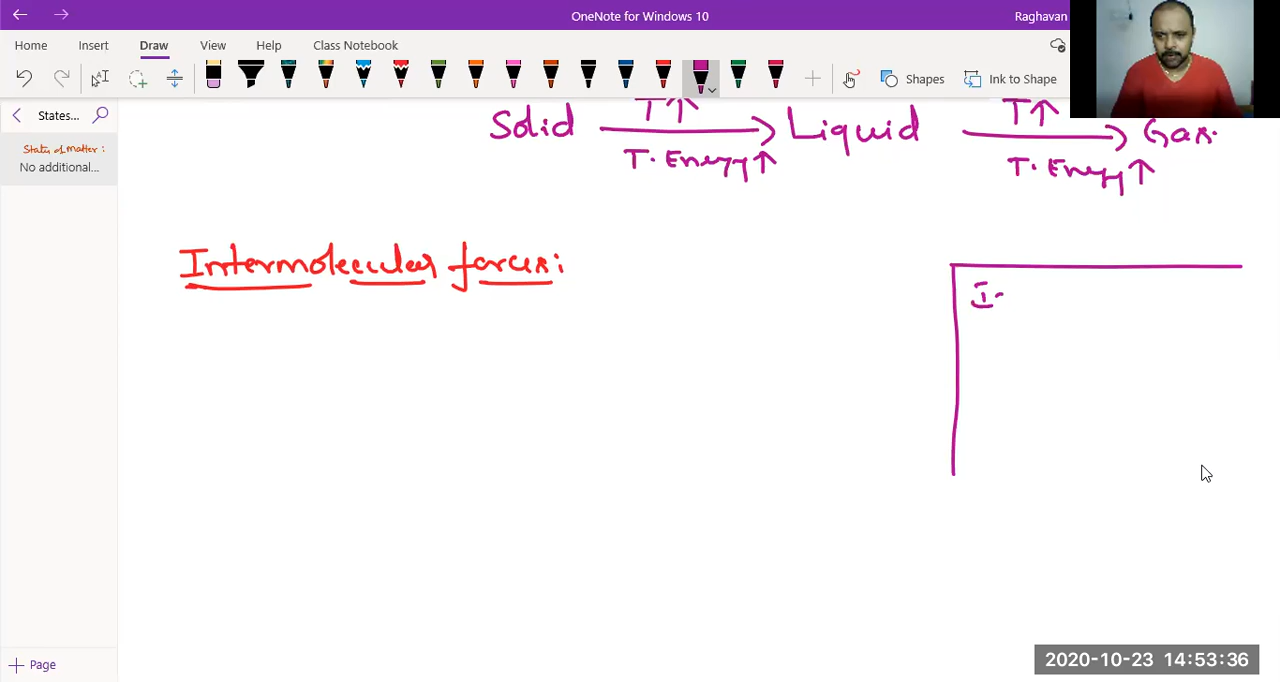 OneNote for Windows 10
Raghavan
Home Insert Draw View Help Class Notebook
Shapes Ink to Shape
States...
States of Matter :
No additional...
T↑ T↑
Solid → Liquid → Gas.
T. Energy ↑ T. Energy ↑
Intermolecular forces :
I-
+ Page
2020-10-23 14:53:36